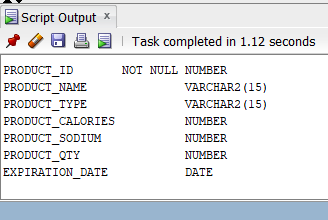 Script Output x
Task completed in 1.12 seconds
PRODUCT_ID NOT NULL NUMBER
PRODUCT_NAME VARCHAR2(15)
PRODUCT_TYPE VARCHAR2(15)
PRODUCT_CALORIES NUMBER
PRODUCT_SODIUM NUMBER
PRODUCT_QTY NUMBER
EXPIRATION_DATE DATE